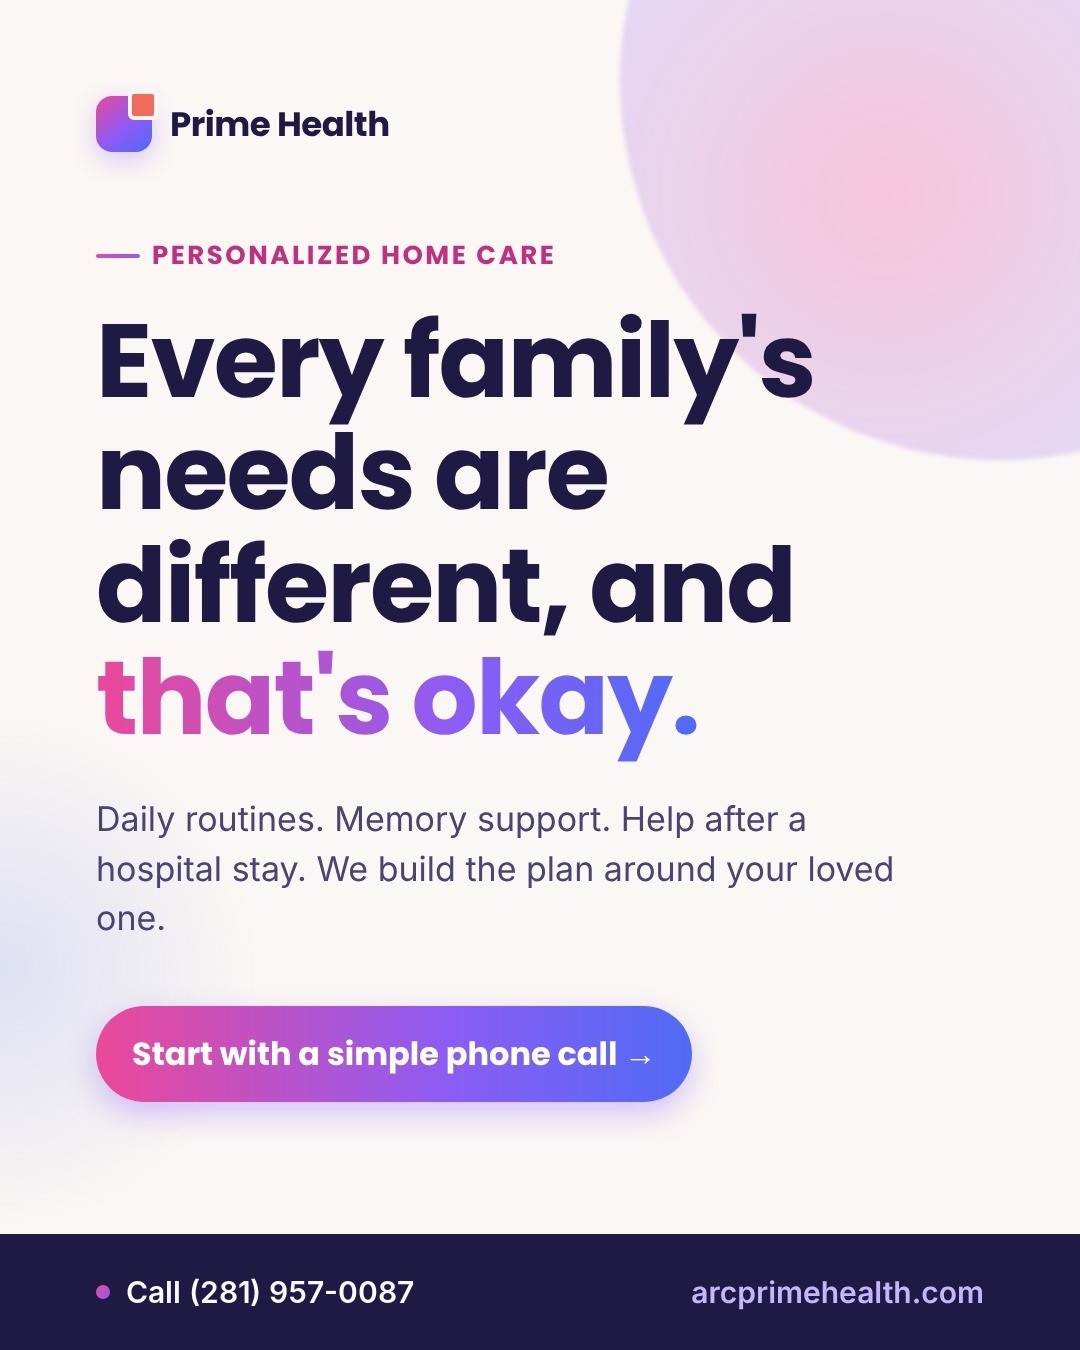 Prime Health
PERSONALIZED HOME CARE
Every family's
needs are
different, and
that's okay.
Daily routines. Memory support. Help after a
hospital stay. We build the plan around your loved
one.
Start with a simple phone call →
Call (281) 957-0087
arcprimehealth.com